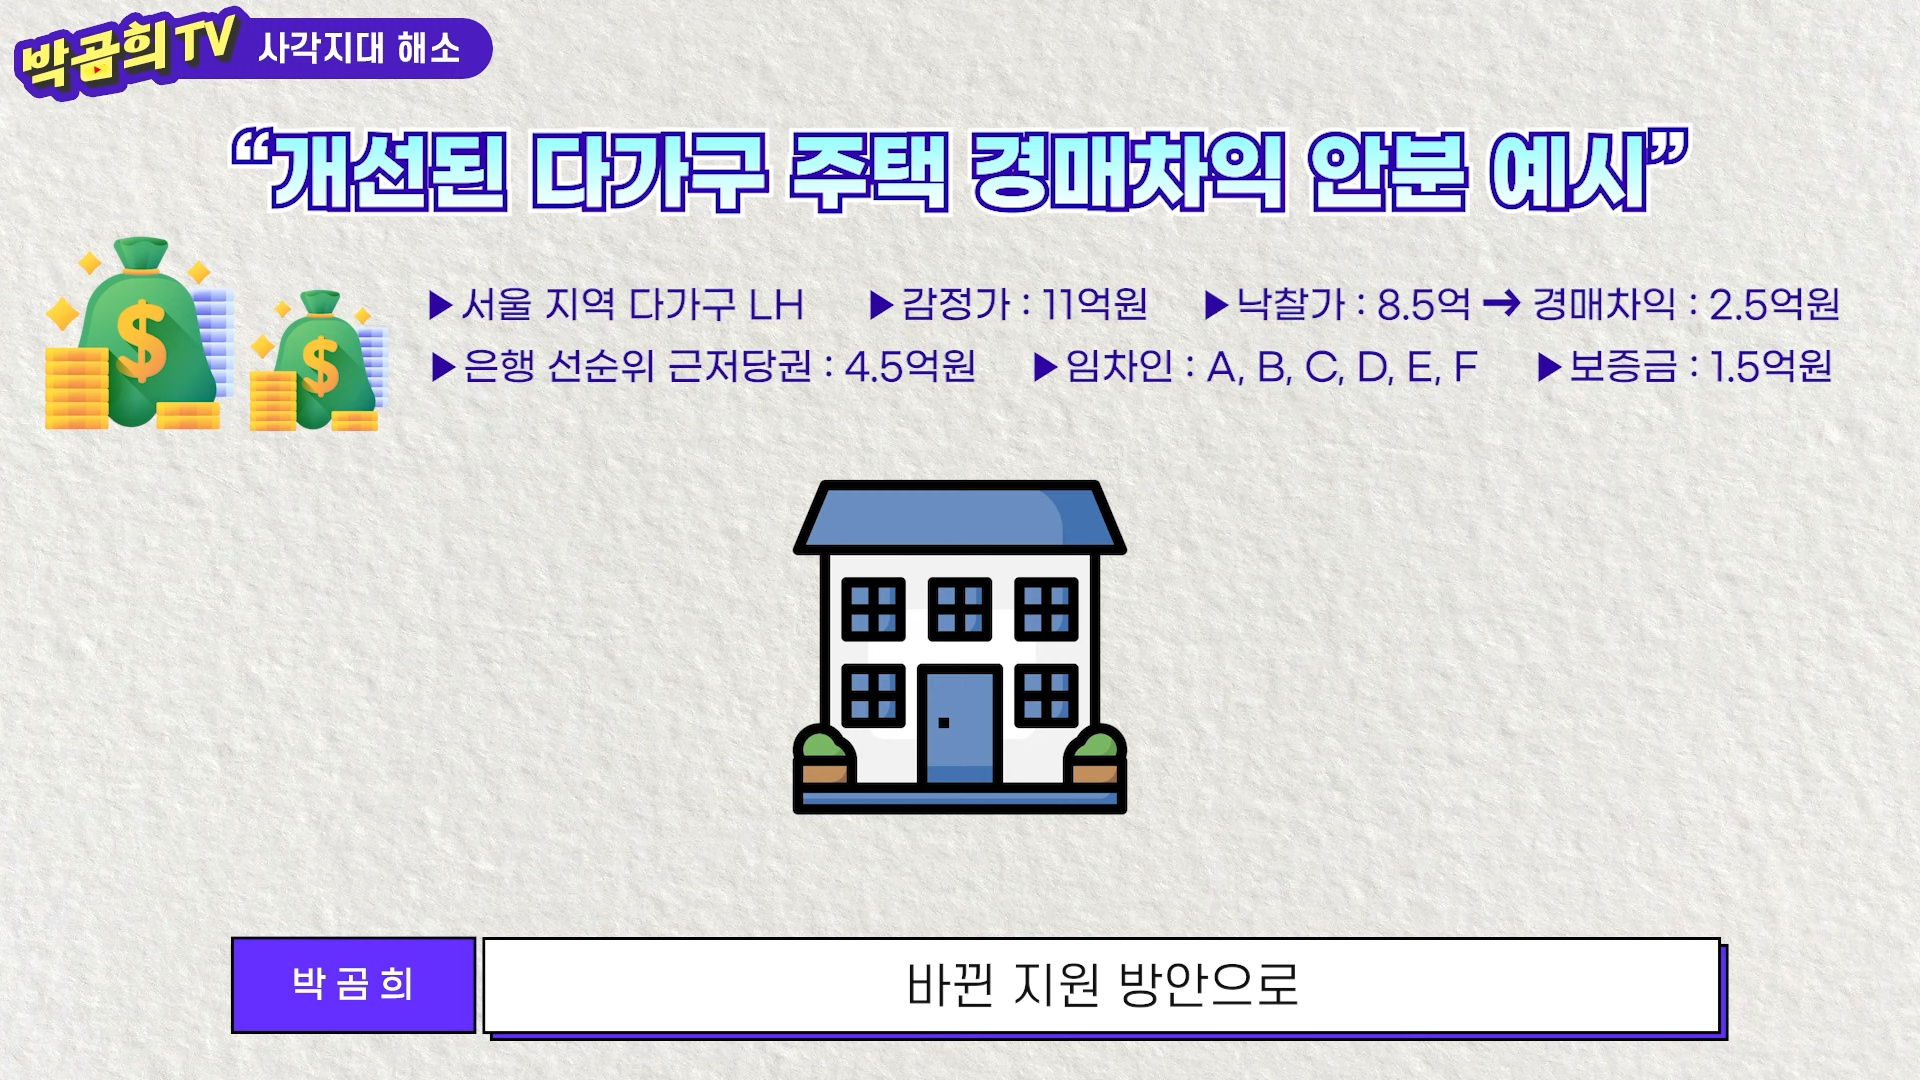 박곰희TV 사각지대 해소
“개선된 다가구 주택 경매차익 안분 예시”
▶서울 지역 다가구 LH ▶감정가 : 11억원 ▶낙찰가 : 8.5억 → 경매차익 : 2.5억원
▶은행 선순위 근저당권 : 4.5억원 ▶임차인 : A, B, C, D, E, F ▶보증금 : 1.5억원
박곰희 바뀐 지원 방안으로